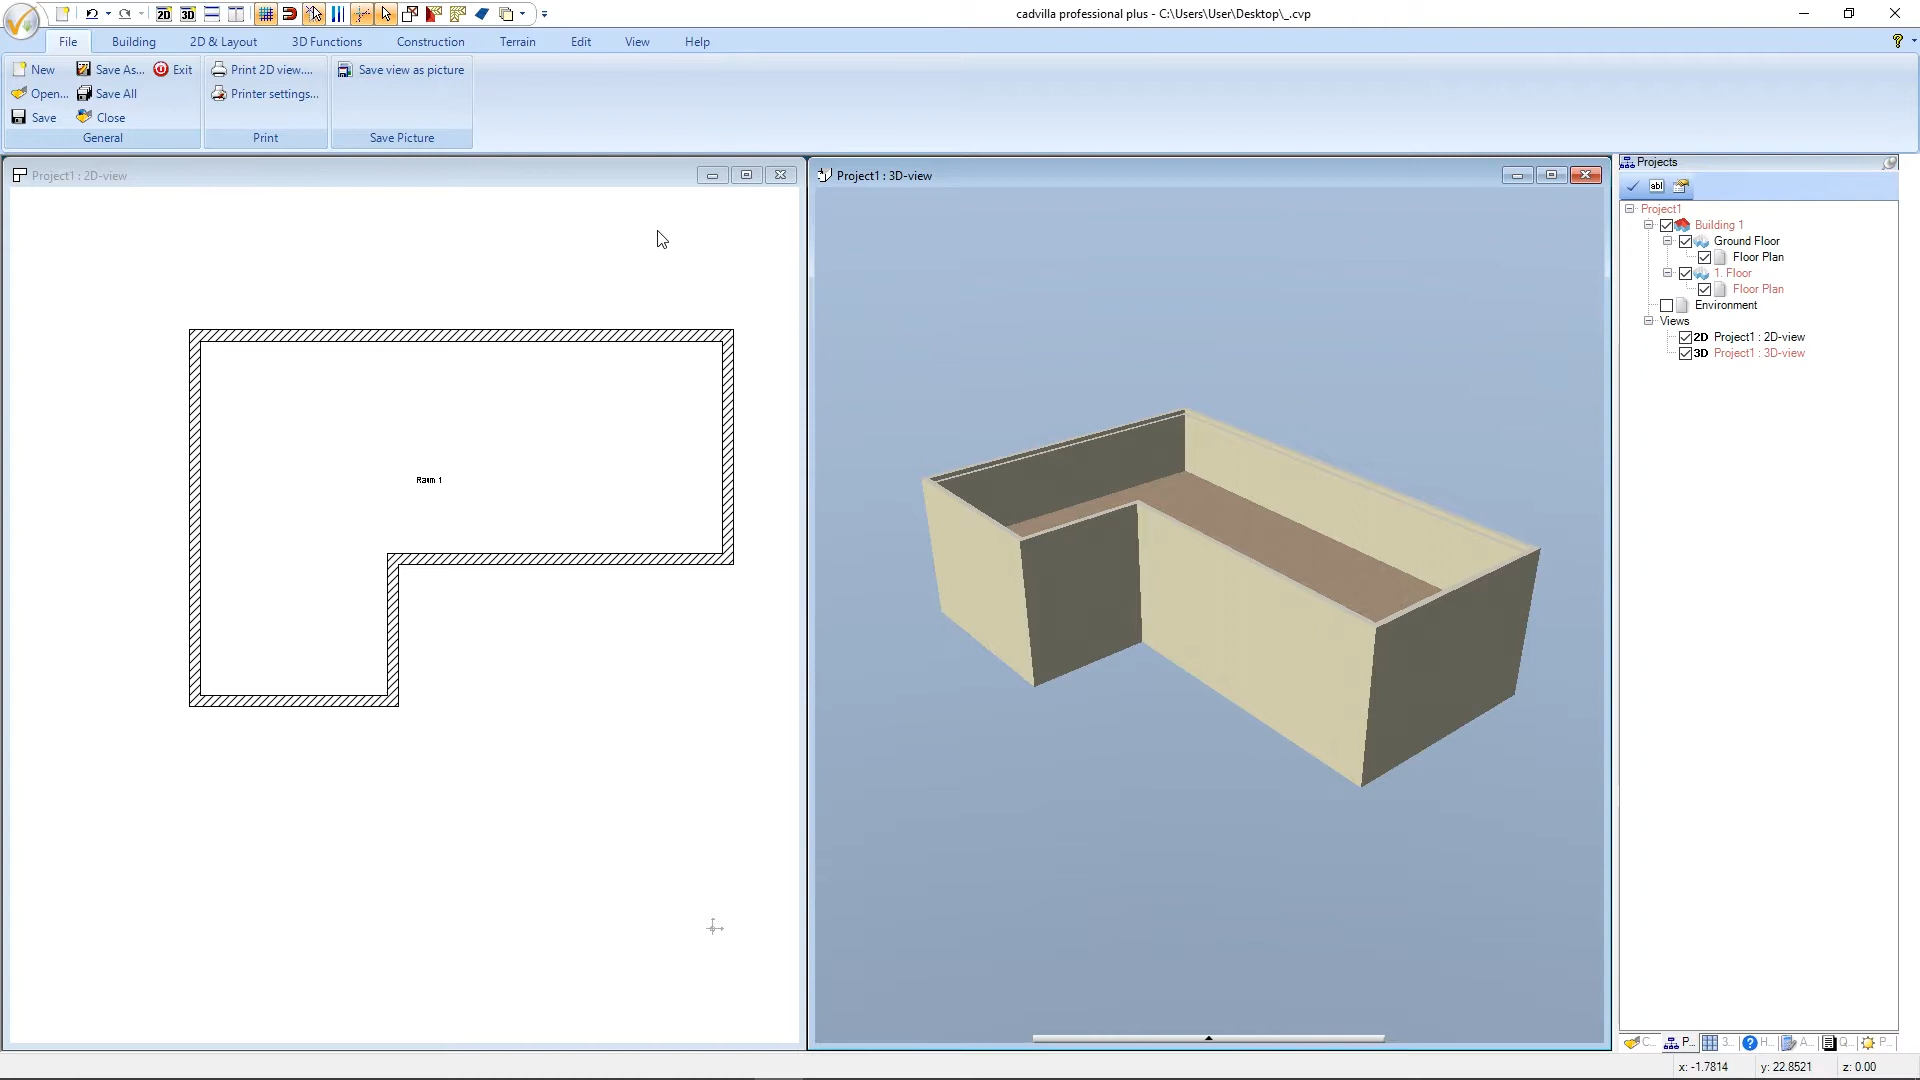 2D 3D
cadvilla professional plus - C:\Users\User\Desktop\_.cvp
File Building 2D & Layout 3D Functions Construction Terrain Edit View Help
New Save As... Exit Print 2D view.... Save view as picture
Open... Save All Printer settings...
Save Close
General Print Save Picture
Project1 : 2D-view
Project1 : 3D-view
Projects
abl
Project1
Building 1
Ground Floor
Floor Plan
1. Floor
Floor Plan
Environment
Views
2D Project1 : 2D-view
3D Project1 : 3D-view
Raum 1
C... P... 3... H... A... Q... P...
x: -1.7814 y: 22.8521 z: 0.00